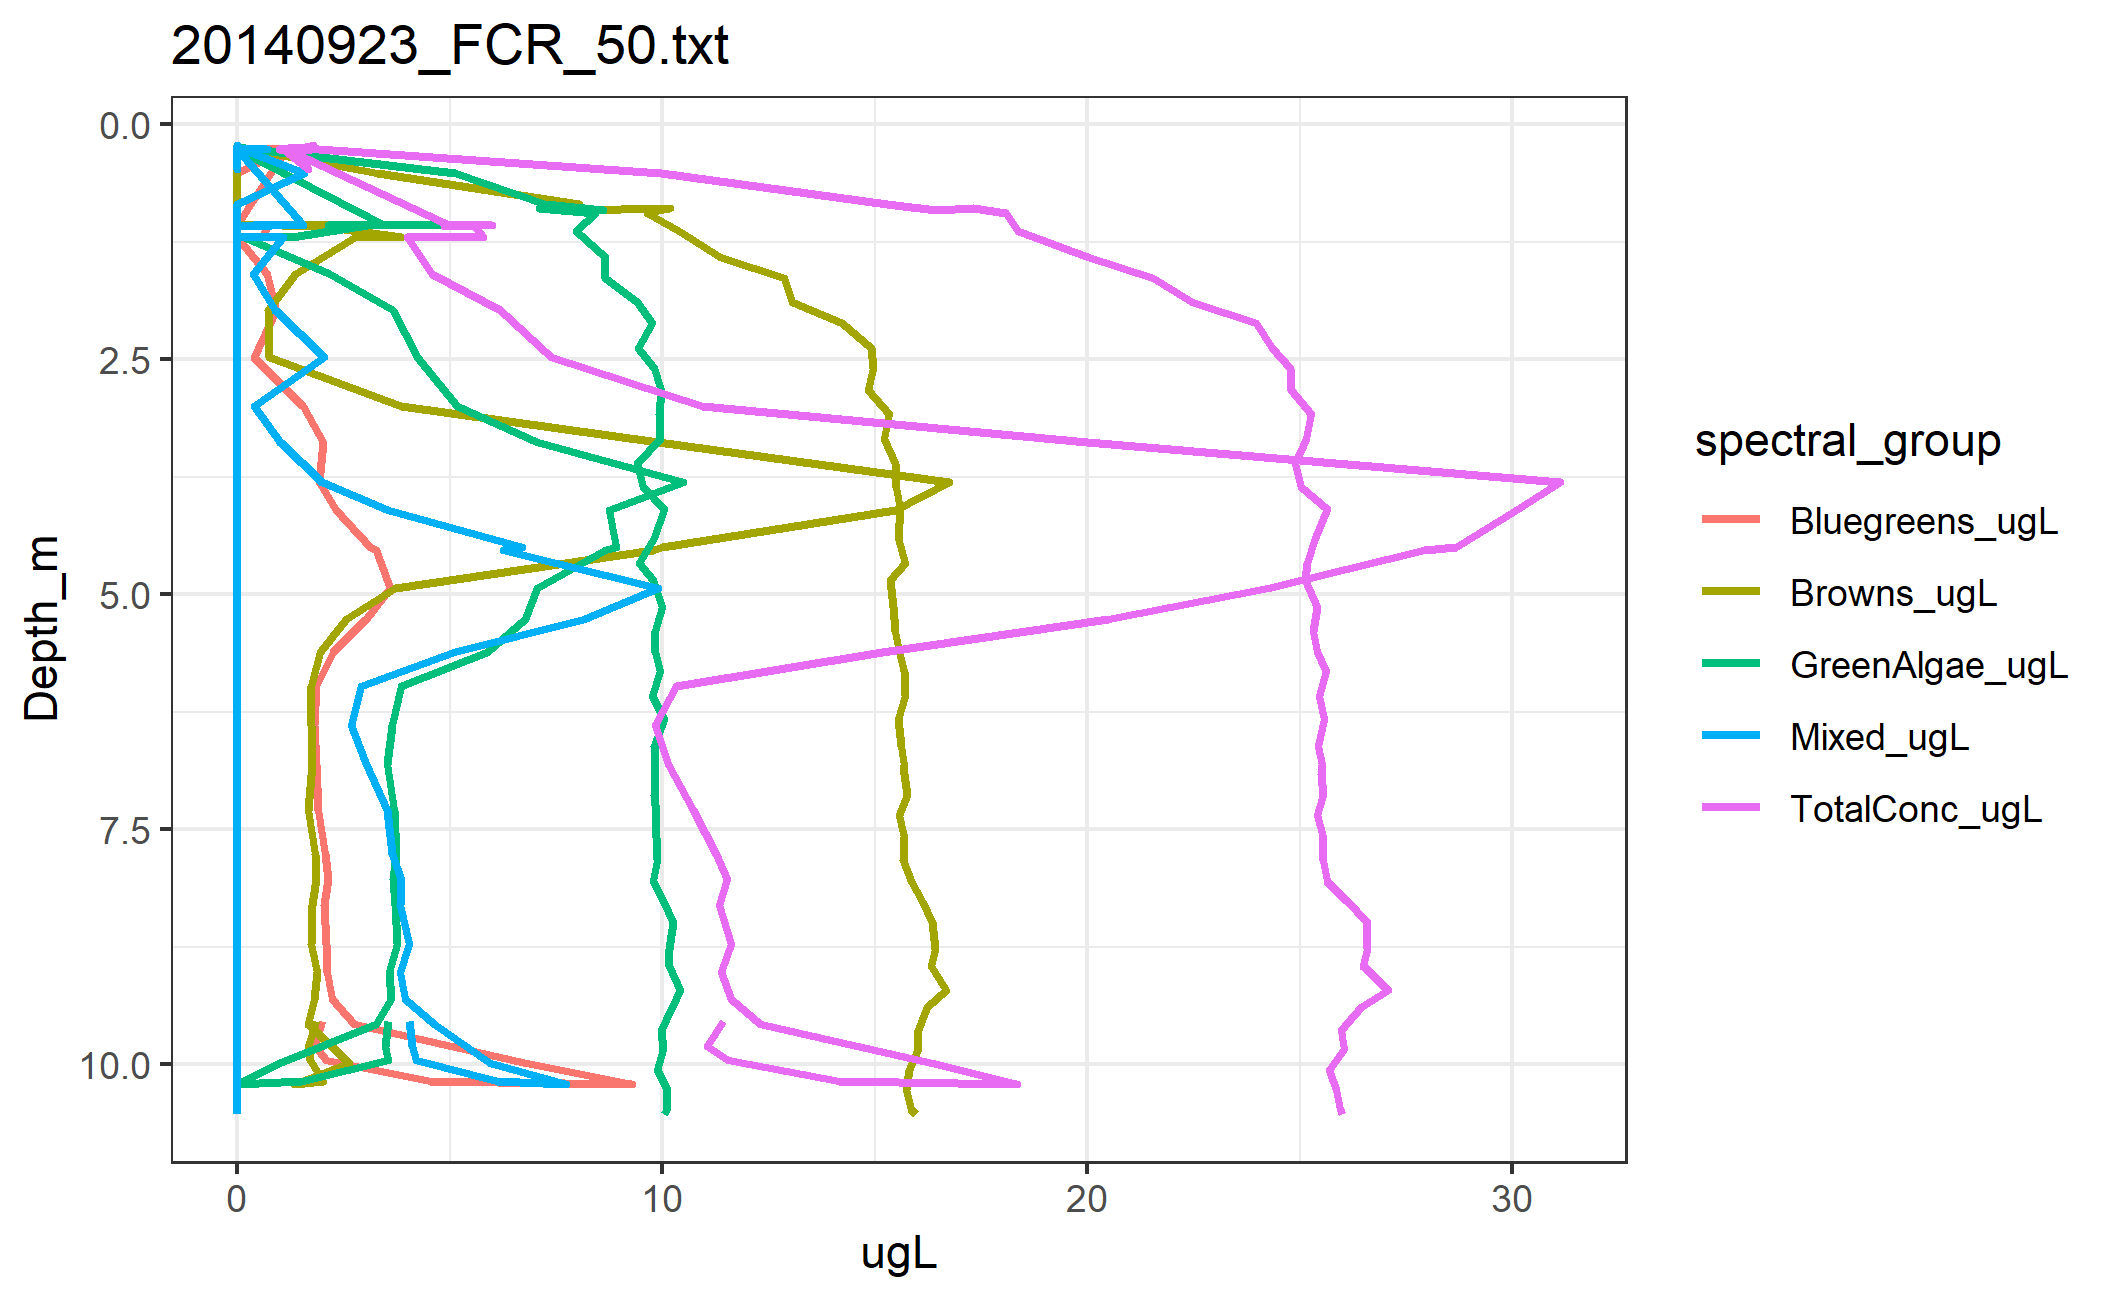 20140923_FCR_50.txt
0.0
2.5
5.0
7.5
10.0
Depth_m
0 10 20 30
ugL
spectral_group
Bluegreens_ugL
Browns_ugL
GreenAlgae_ugL
Mixed_ugL
TotalConc_ugL